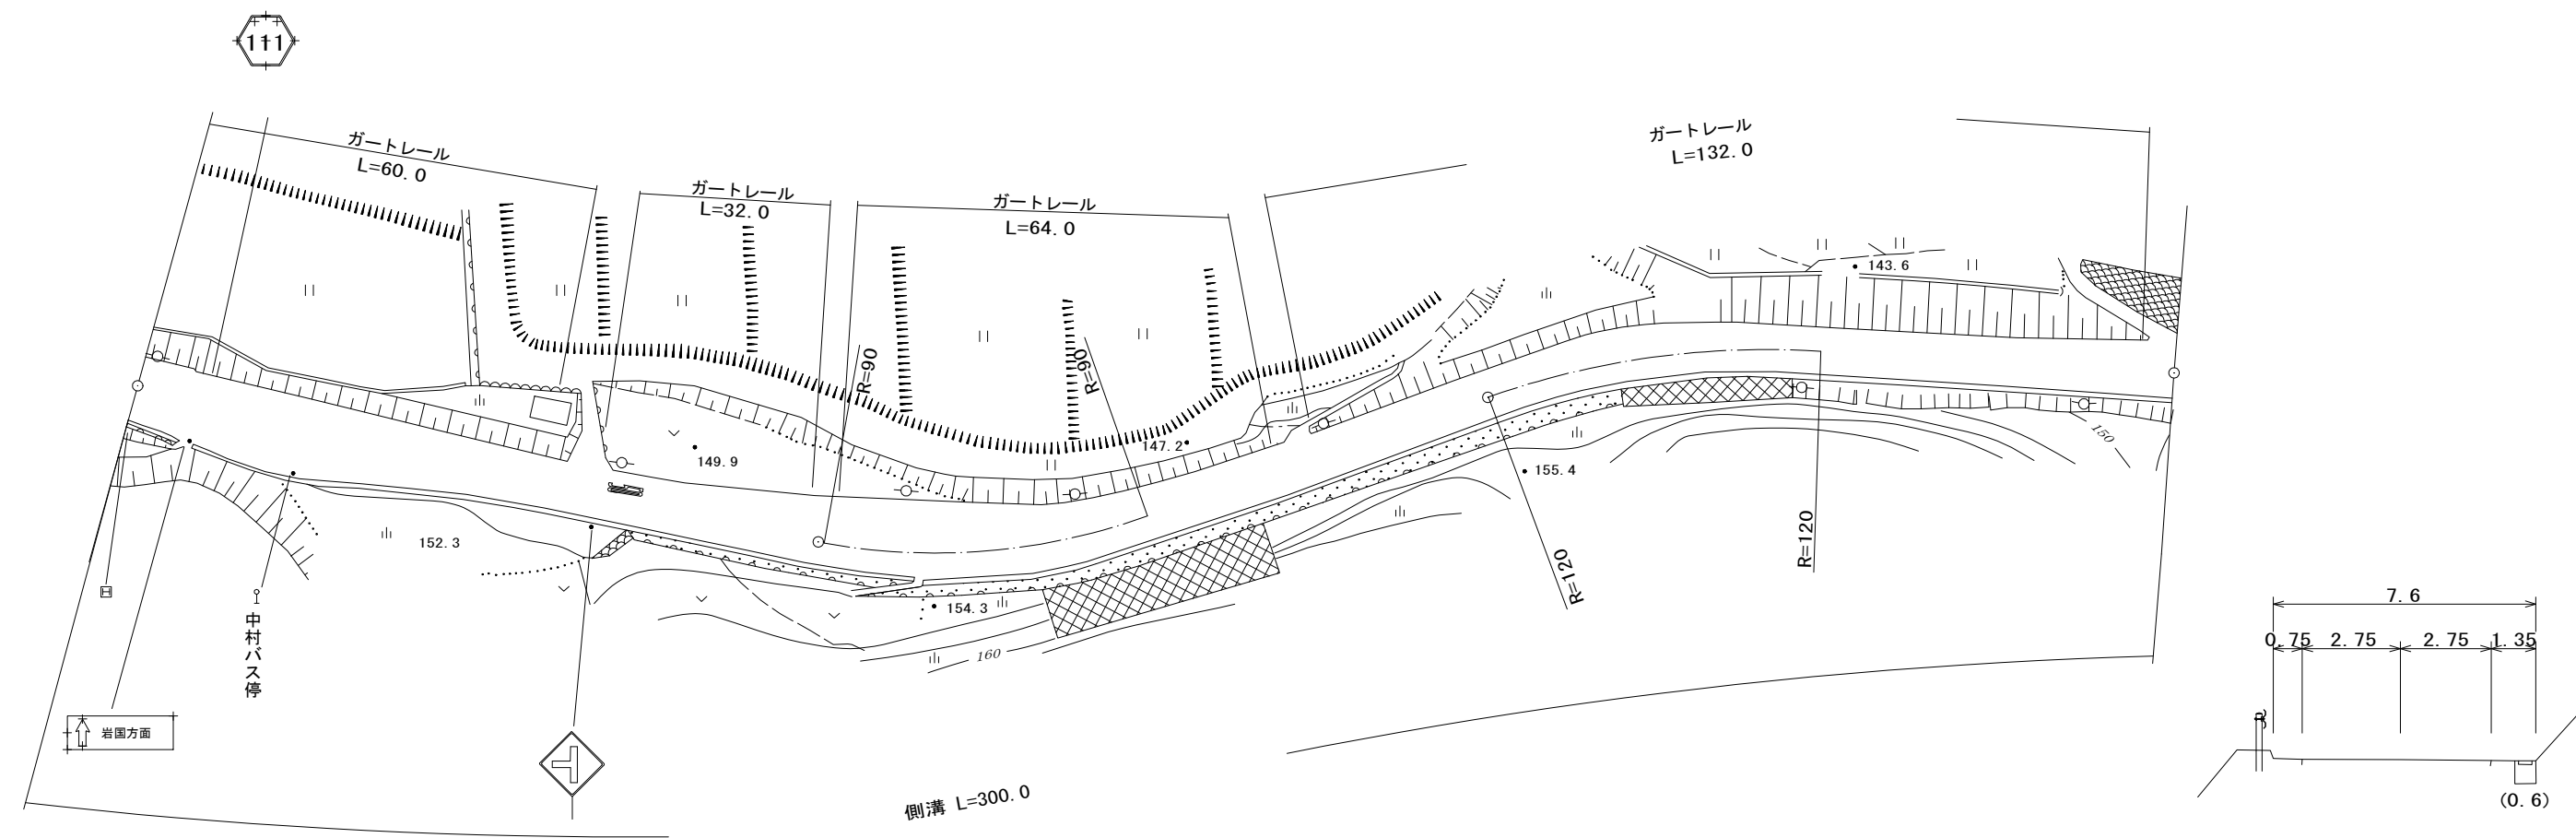 111
ガートレール
L=60.0
ガートレール
L=32.0
ガートレール
L=64.0
ガートレール
L=132.0
143.6
R=90
R=90
149.9
147.2
150
155.4
152.3
R=120
R=120
154.3
160
中村バス停
岩国方面
側溝 L=300.0
7.6
0.75 2.75 2.75 1.35
(0.6)